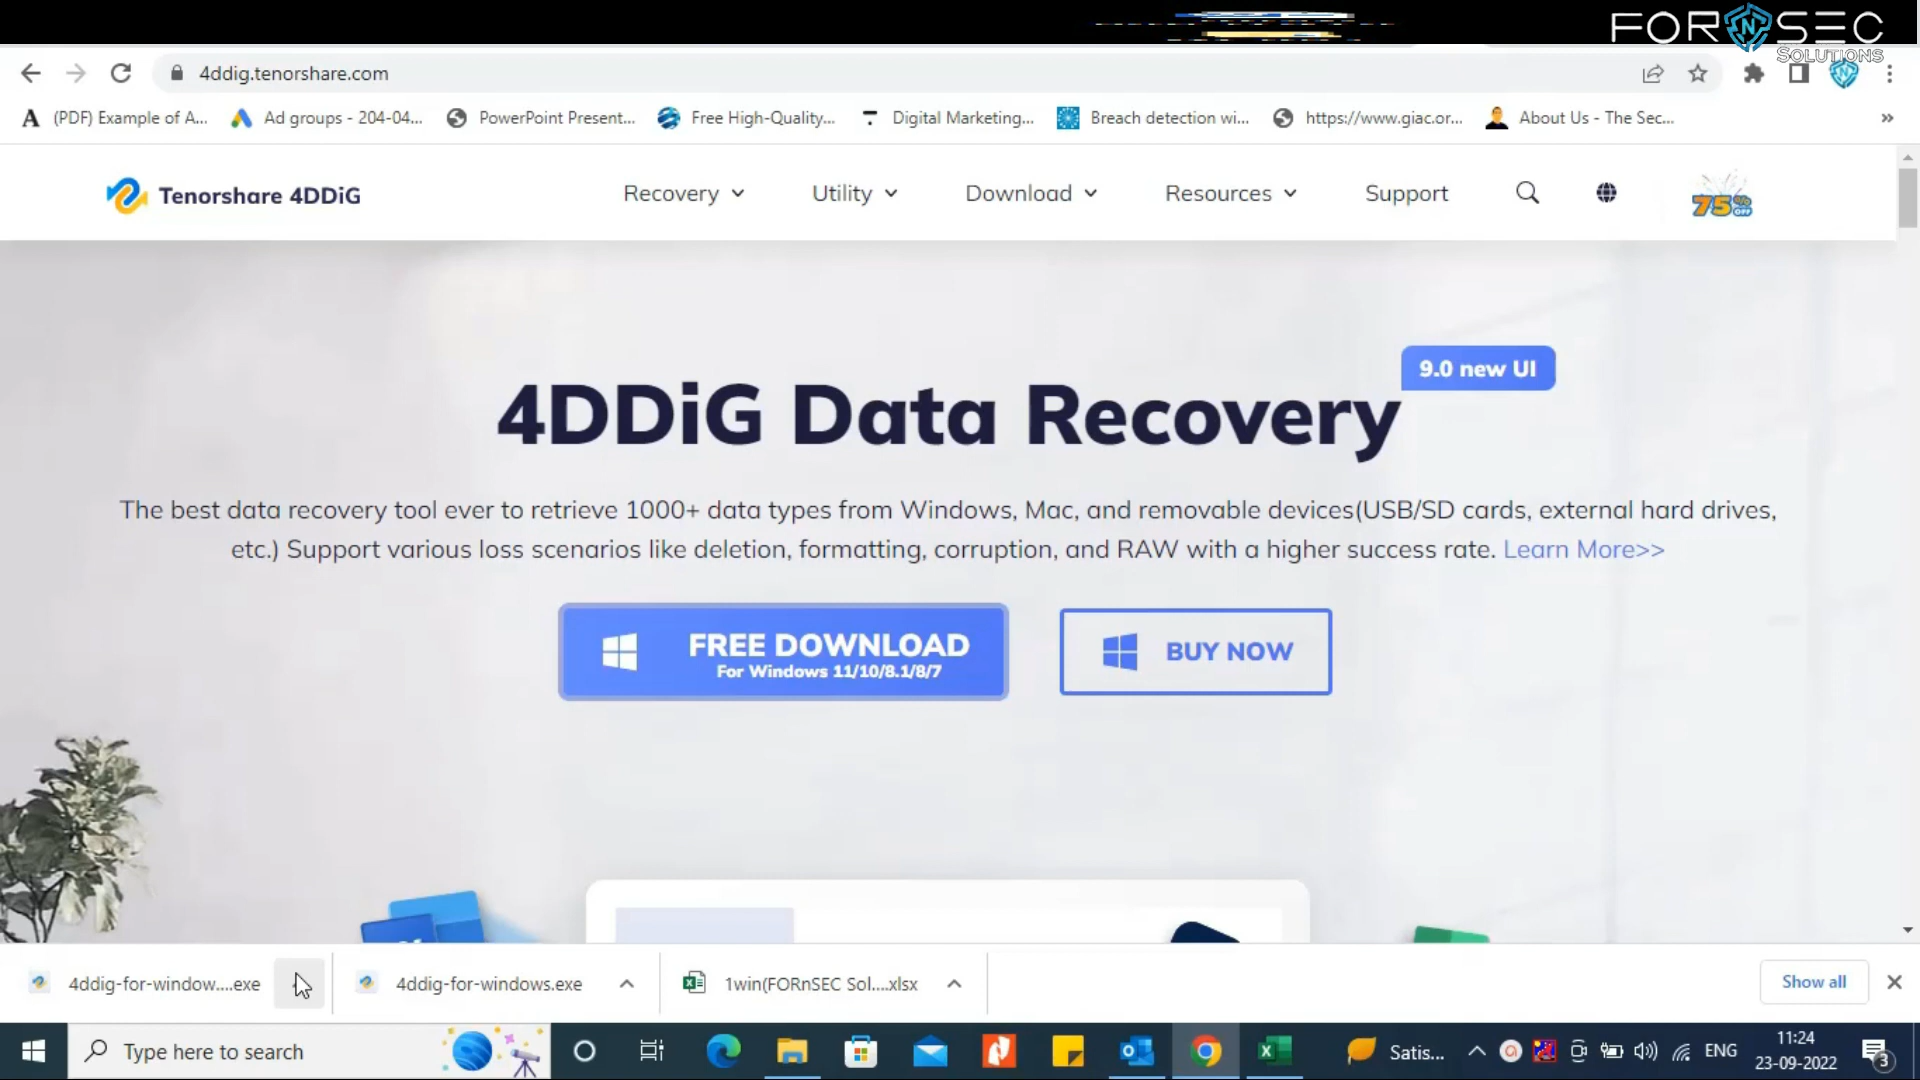 FORNSEC
SOLUTIONS
4ddig.tenorshare.com
(PDF) Example of A...
Ad groups - 204-04...
PowerPoint Present...
Free High-Quality...
Digital Marketing...
Breach detection wi...
https://www.giac.or...
About Us - The Sec...
Tenorshare 4DDiG
Recovery
Utility
Download
Resources
Support
75% OFF
9.0 new UI
4DDiG Data Recovery
The best data recovery tool ever to retrieve 1000+ data types from Windows, Mac, and removable devices(USB/SD cards, external hard drives,
etc.) Support various loss scenarios like deletion, formatting, corruption, and RAW with a higher success rate. Learn More>>
FREE DOWNLOAD
For Windows 11/10/8.1/8/7
BUY NOW
4ddig-for-window....exe
4ddig-for-windows.exe
1win(FORnSEC Sol....xlsx
Show all
Type here to search
Satis...
ENG
11:24
23-09-2022
3